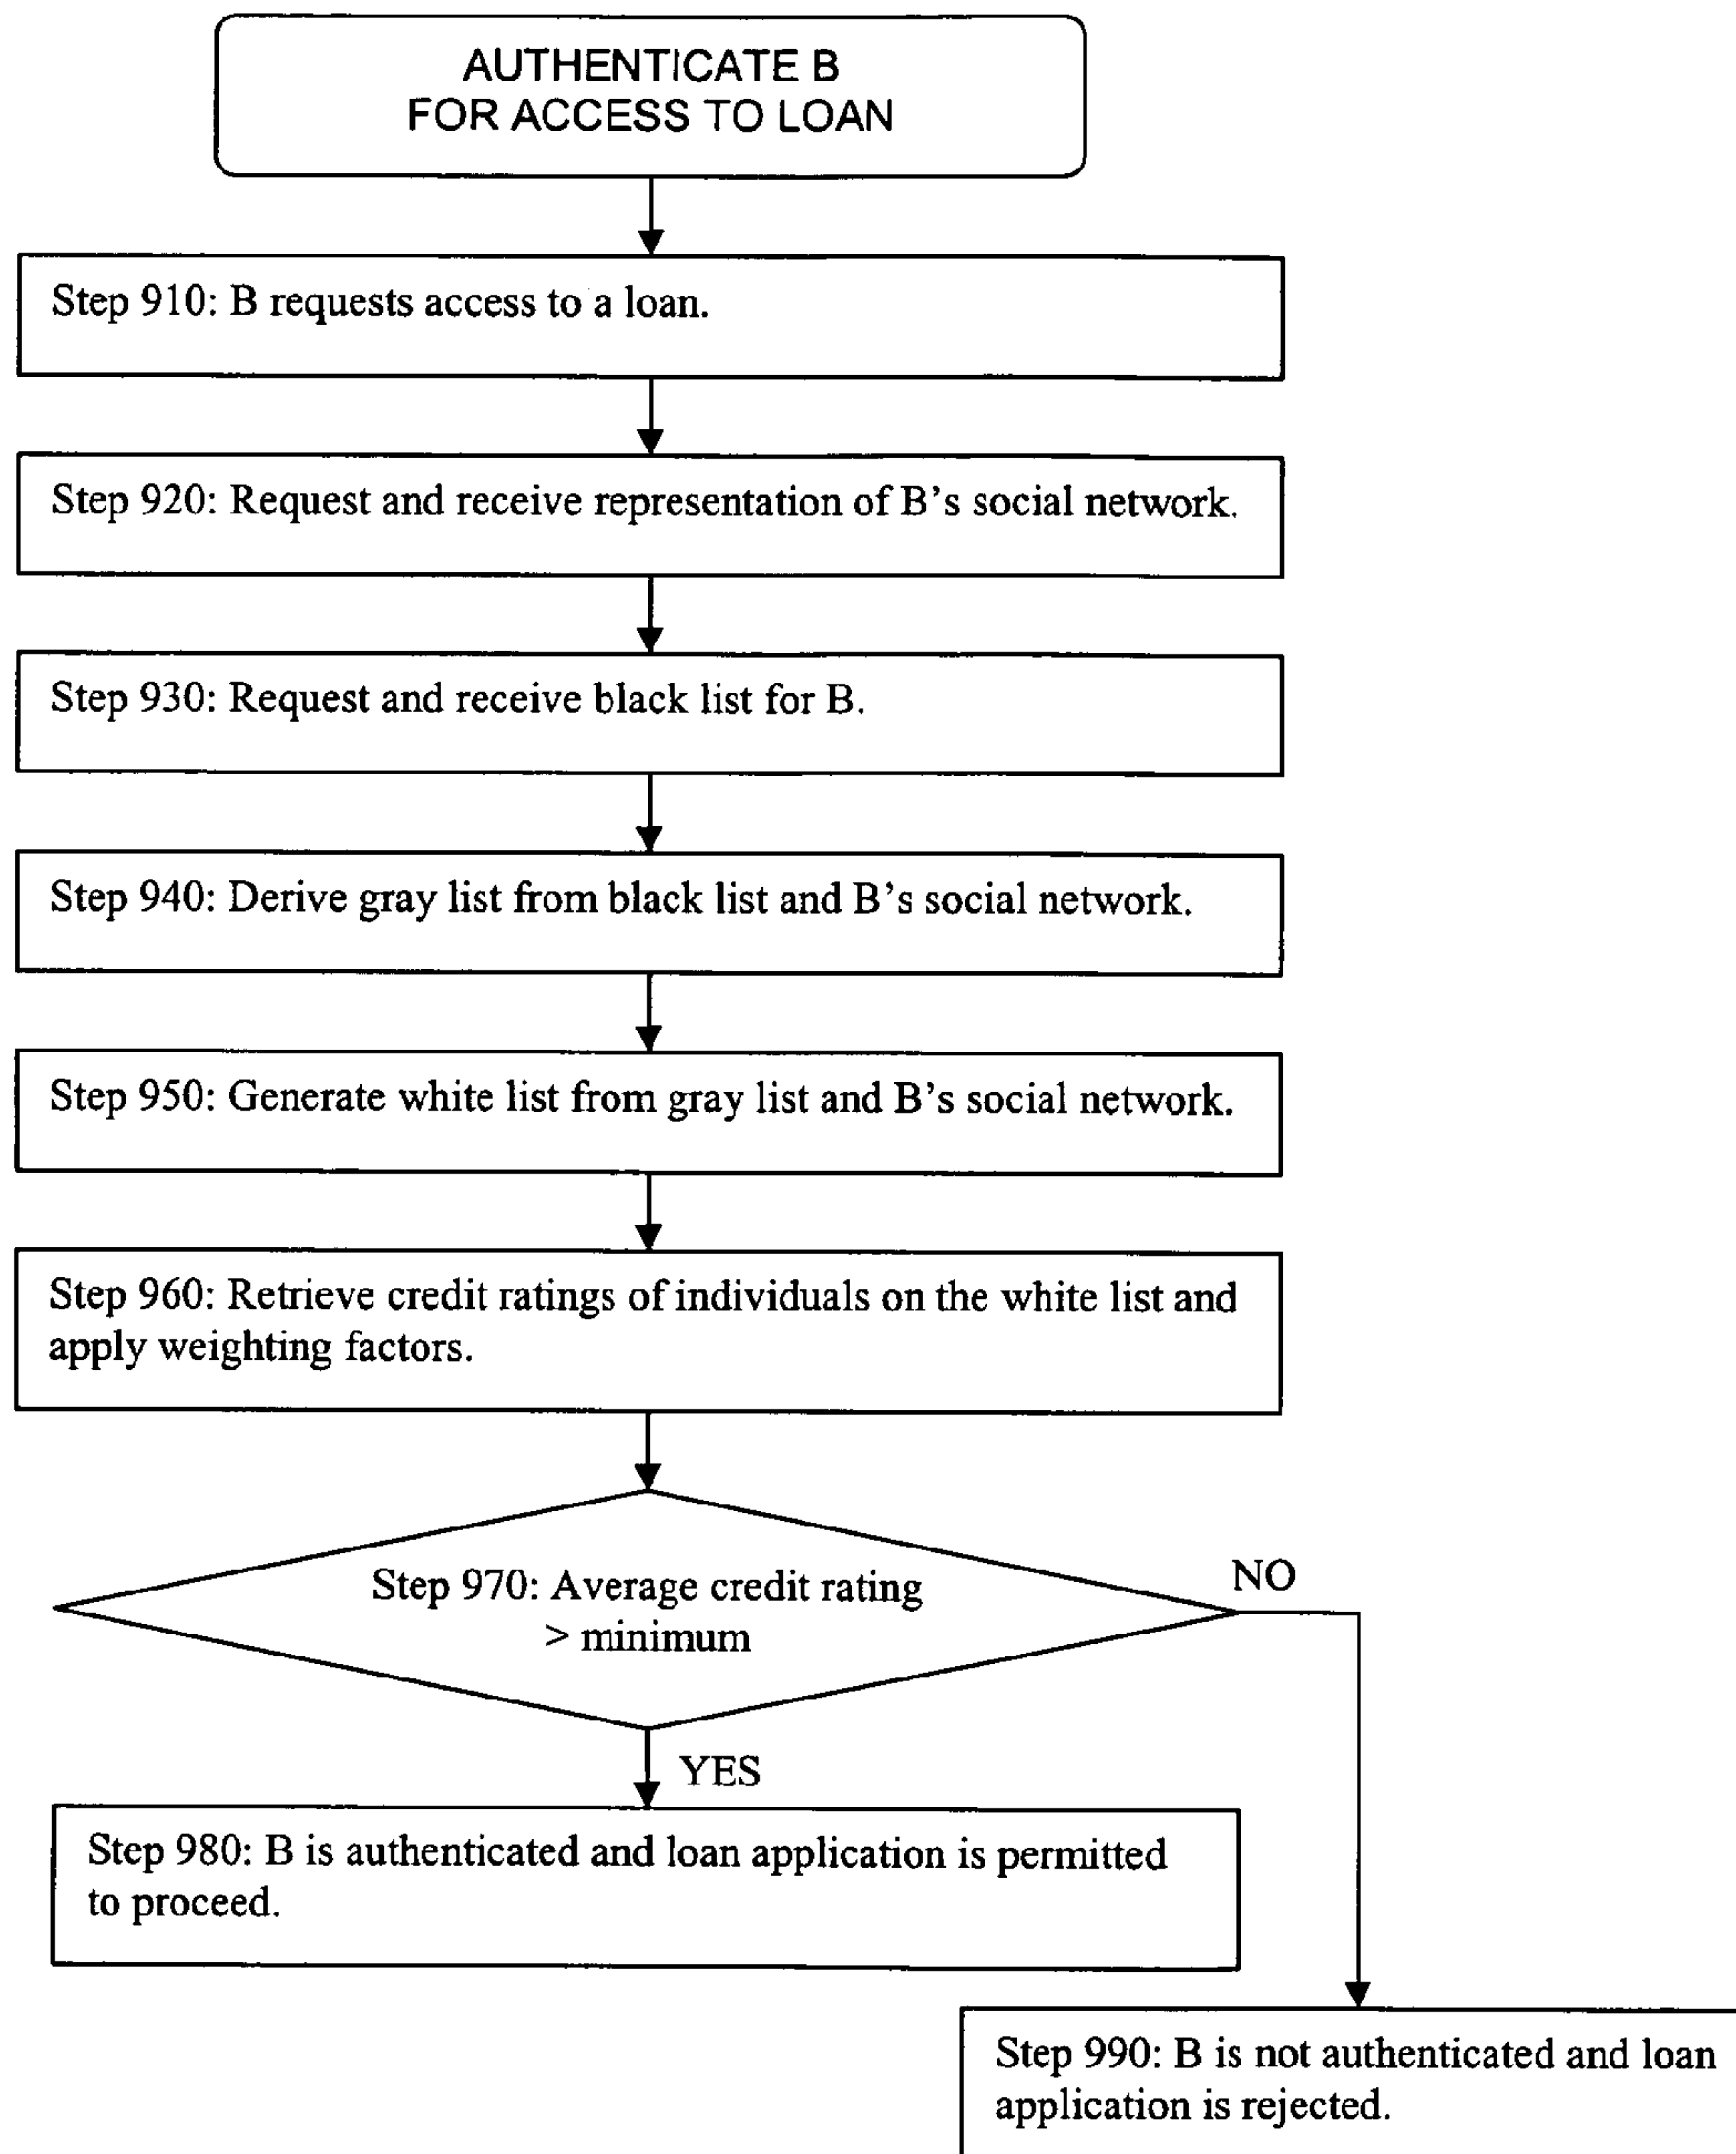 AUTHENTICATE B
FOR ACCESS TO LOAN
Step 910: B requests access to a loan.
Step 920: Request and receive representation of B's social network.
Step 930: Request and receive black list for B.
Step 940: Derive gray list from black list and B's social network.
Step 950: Generate white list from gray list and B's social network.
Step 960: Retrieve credit ratings of individuals on the white list and
apply weighting factors.
Step 970: Average credit rating
> minimum
NO
YES
Step 980: B is authenticated and loan application is permitted
to proceed.
Step 990: B is not authenticated and loan
application is rejected.